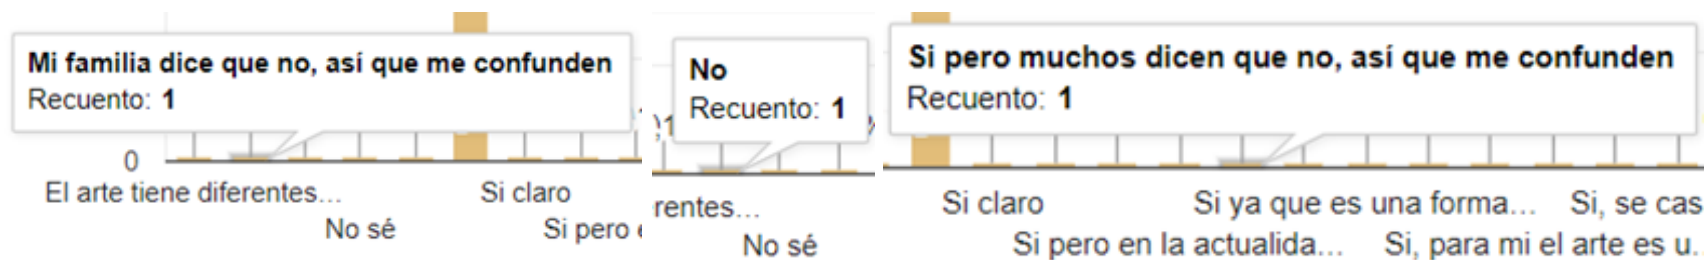 Mi familia dice que no, así que me confunden
Recuento: 1
0
El arte tiene diferentes...
Si claro
No sé
Si pero
No
Recuento: 1
rentes...
No sé
Si pero muchos dicen que no, así que me confunden
Recuento: 1
Si claro
Si ya que es una forma...
Si, se cas
Si pero en la actualida...
Si, para mi el arte es u.